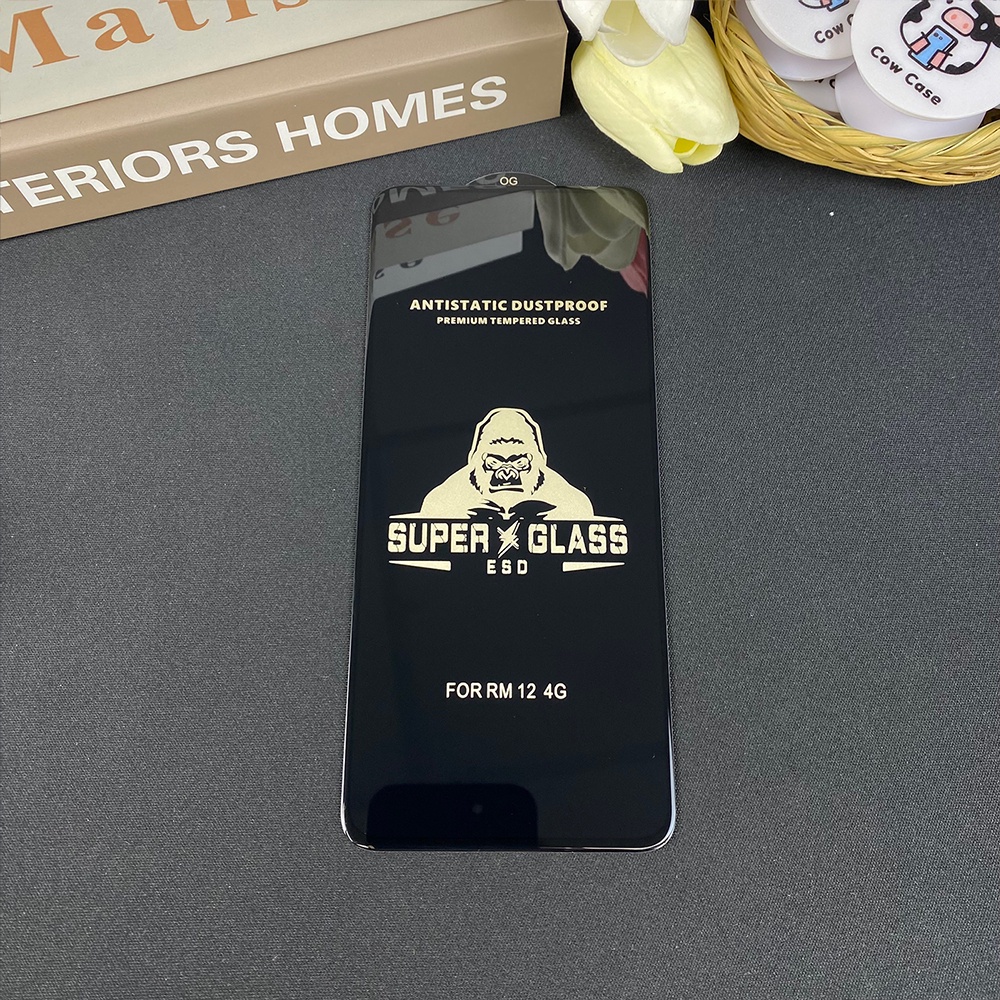 Matis
TERIORS HOMES
Cow
Cow Case
OG
ANTISTATIC DUSTPROOF
PREMIUM TEMPERED GLASS
SUPER GLASS
ESD
FOR RM 12 4G